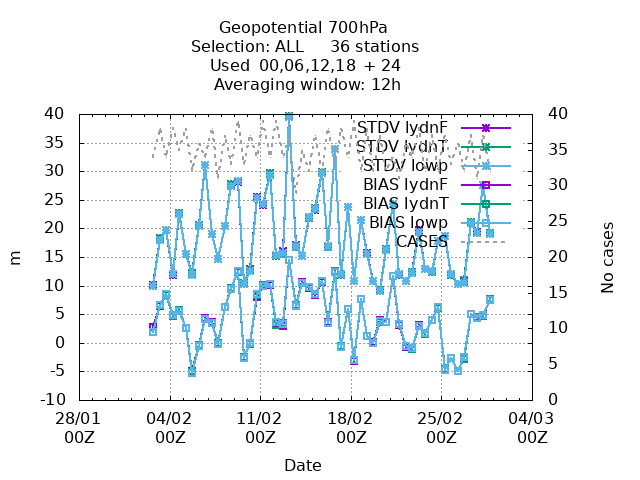 Geopotential 700hPa
Selection: ALL 36 stations
Used 00,06,12,18 + 24
Averaging window: 12h
40 40
35 35
30 30
25 25
20 20
15 15
10 10
5 5
0 0
-5
-10
STDV lydnF
STDV lydnT
STDV lowp
BIAS lydnF
BIAS lydnT
BIAS lowp
CASES
m
No cases
28/01 04/02 11/02 18/02 25/02 04/03
00Z 00Z 00Z 00Z 00Z 00Z
Date